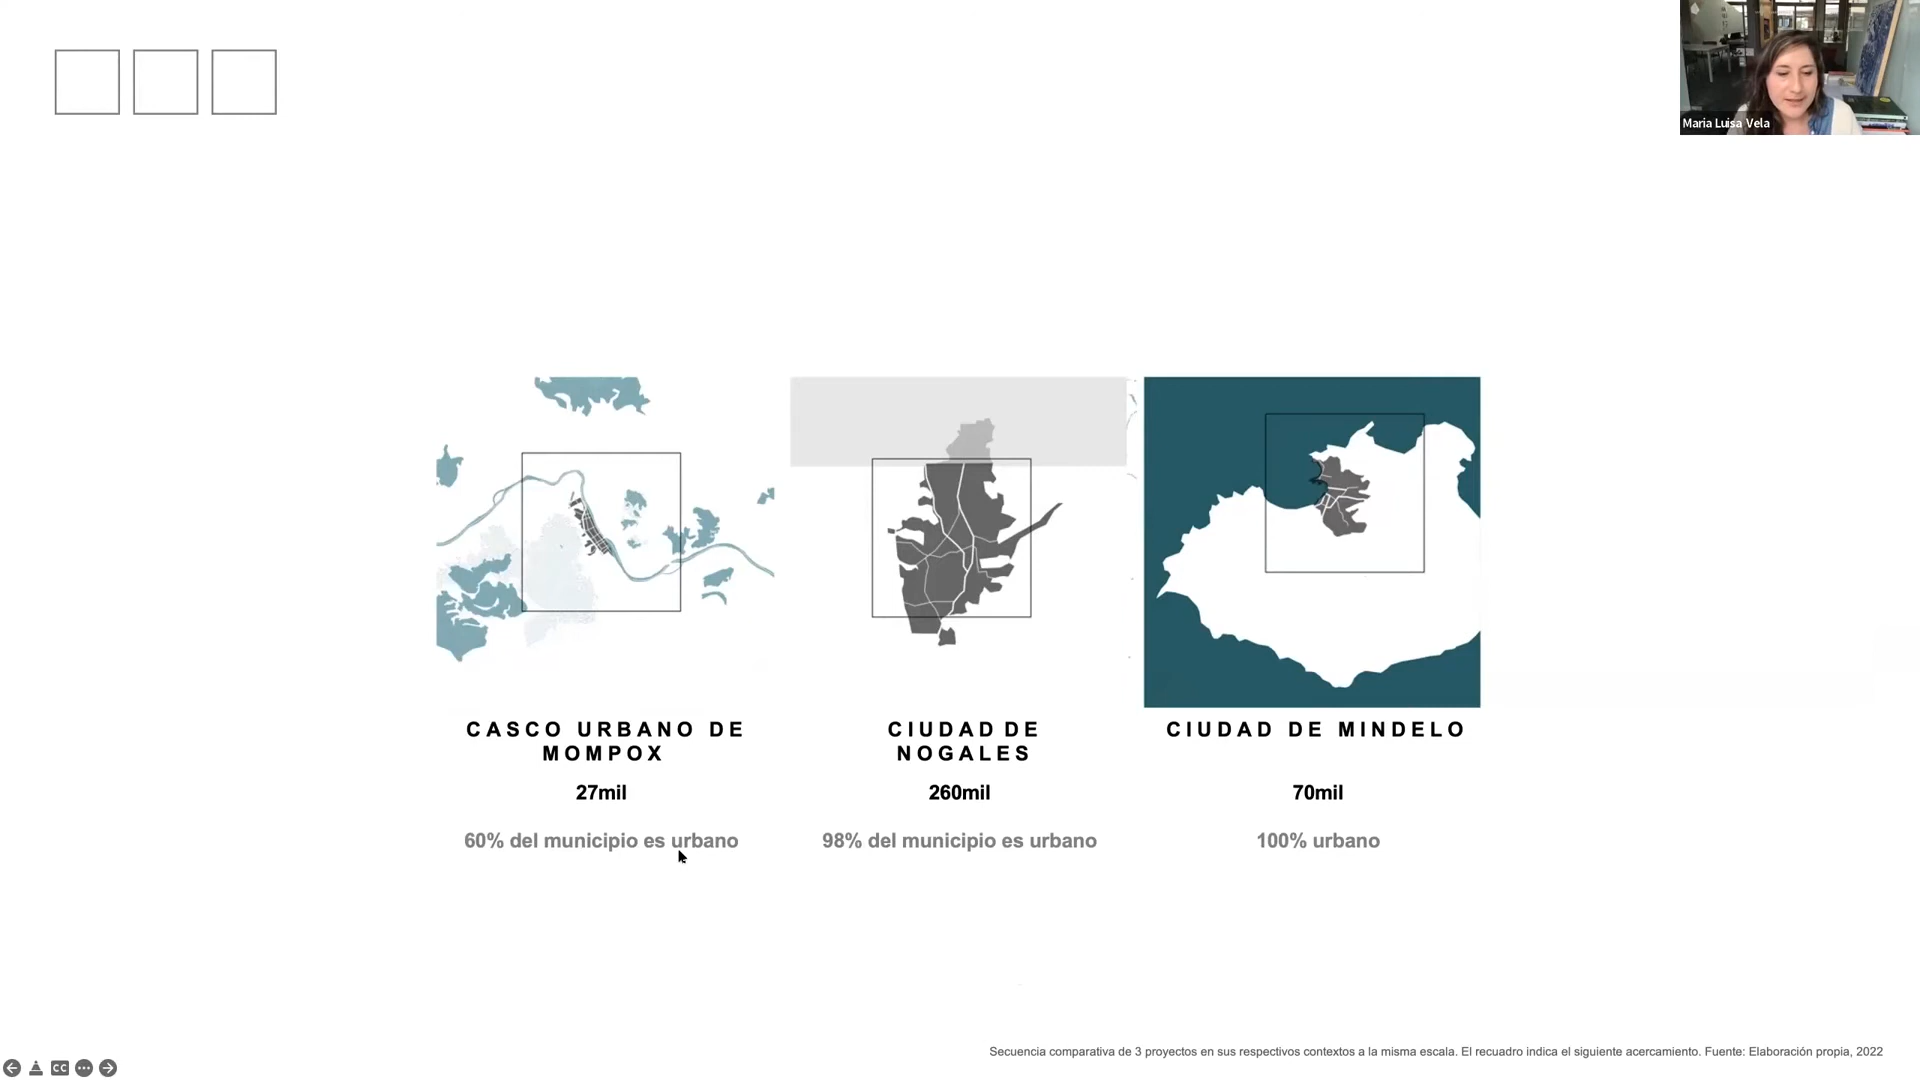 Maria Luisa Vela
CASCO URBANO DE
MOMPOX
27mil
60% del municipio es urbano
CIUDAD DE
NOGALES
260mil
98% del municipio es urbano
CIUDAD DE MINDELO
70mil
100% urbano
Secuencia comparativa de 3 proyectos en sus respectivos contextos a la misma escala. El recuadro indica el siguiente acercamiento. Fuente: Elaboración propia, 2022
CC